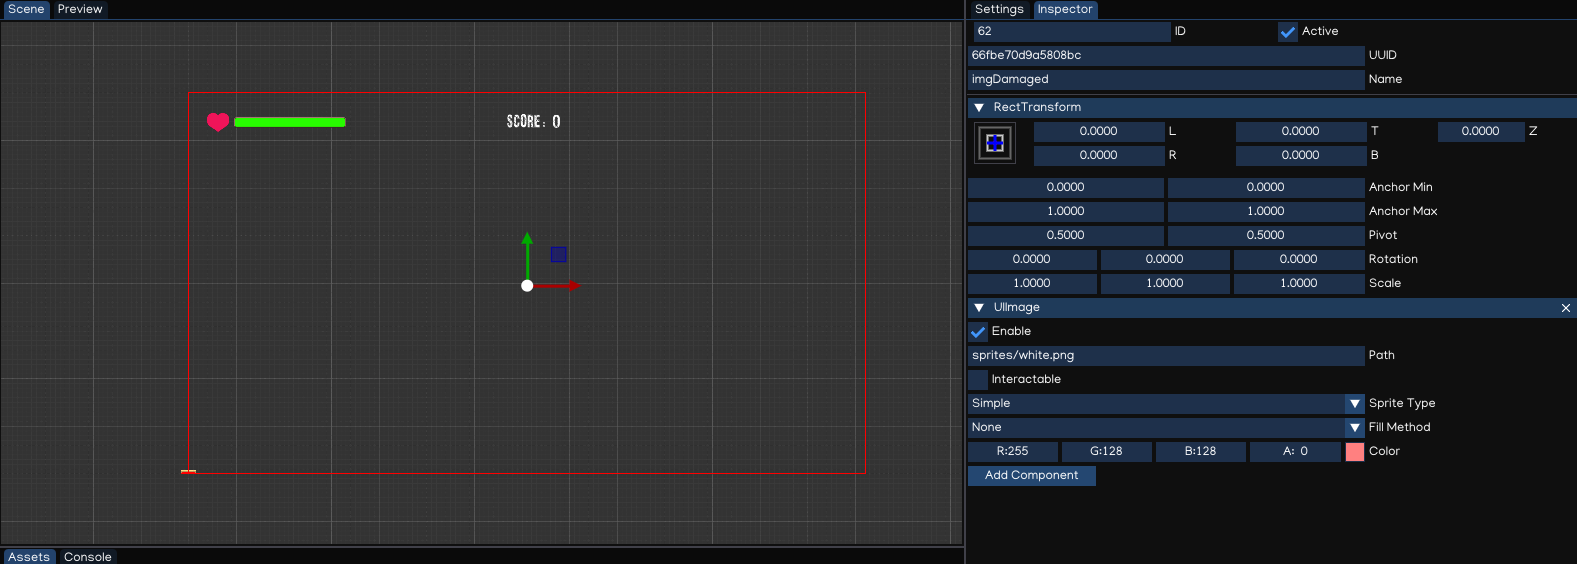 Scene Preview
SCORE: 0
Assets Console
Settings Inspector
62 ID Active
66fbe70d9a5808bc UUID
imgDamaged Name
RectTransform
0.0000 L 0.0000 T 0.0000 Z
0.0000 R 0.0000 B
0.0000 0.0000 Anchor Min
1.0000 1.0000 Anchor Max
0.5000 0.5000 Pivot
0.0000 0.0000 0.0000 Rotation
1.0000 1.0000 1.0000 Scale
UIImage
Enable
sprites/white.png Path
Interactable
Simple Sprite Type
None Fill Method
R:255 G:128 B:128 A: 0 Color
Add Component